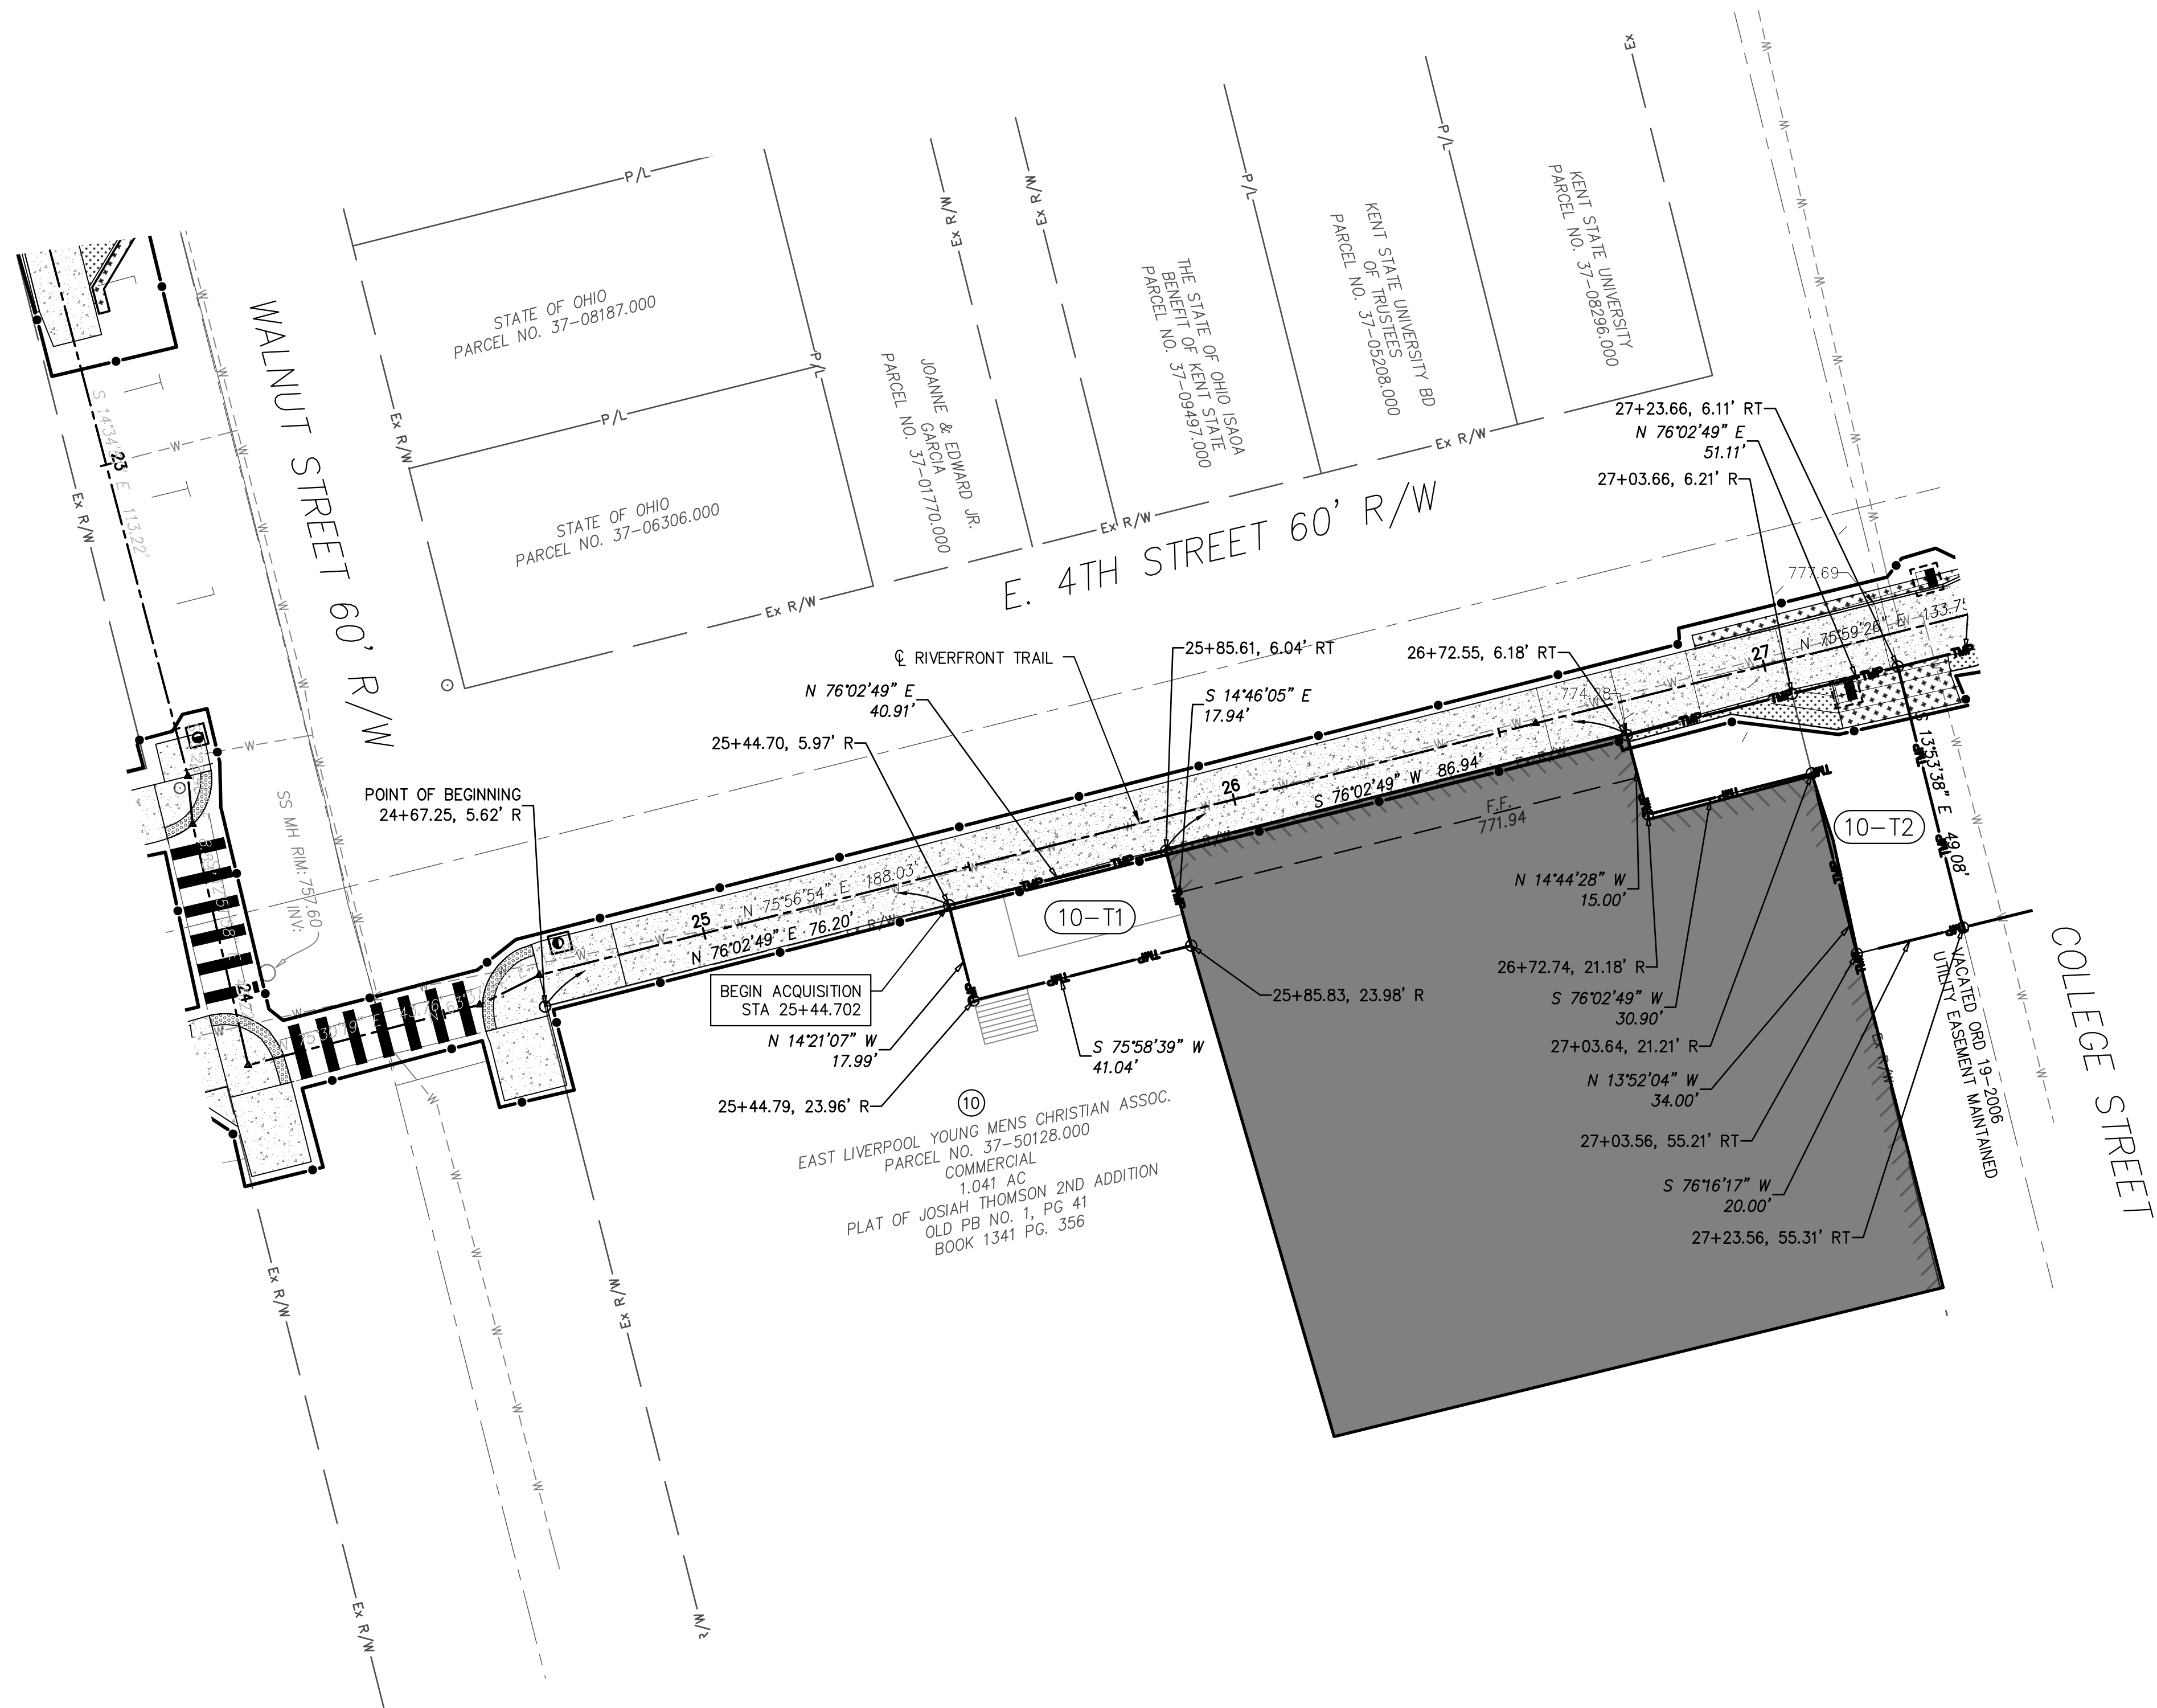 P/L
STATE OF OHIO
PARCEL NO. 37-08187.000
P/L
P/L
STATE OF OHIO
PARCEL NO. 37-06306.000
Ex R/W
Ex R/W
WALNUT STREET 60' R/W
23
Ex R/W
Ex R/W
JOANNE & EDWARD JR.
GARCIA
PARCEL NO. 37-01770.000
Ex R/W
Ex R/W
P/L
THE STATE OF OHIO ISAOA
BENEFIT OF KENT STATE
PARCEL NO. 37-09497.000
P/L
KENT STATE UNIVERSITY BD
OF TRUSTEES
PARCEL NO. 37-05208.000
Ex
KENT STATE UNIVERSITY
PARCEL NO. 37-08296.000
Ex R/W
E. 4TH STREET 60' R/W
27+23.66, 6.11' RT
N 76°02'49" E
51.11'
27+03.66, 6.21' R
777.69
N 75°59'26" E
℄ RIVERFRONT TRAIL
25+85.61, 6.04' RT
26+72.55, 6.18' RT
774.28
27
N 76°02'49" E
40.91'
S 14°46'05" E
17.94'
25+44.70, 5.97' R
POINT OF BEGINNING
24+67.25, 5.62' R
SS MH RIM: 757.60
INV:
24
25
N 75°56'54" E 188.03'
N 76°02'49" E 76.20'
26
S 76°02'49" W 86.94'
F.F.
771.94
10-T1
10-T2
S 13°53'38" E 49.08'
BEGIN ACQUISITION
STA 25+44.702
N 14°21'07" W
17.99'
25+44.79, 23.96' R
S 75°58'39" W
41.04'
25+85.83, 23.98' R
N 14°44'28" W
15.00'
26+72.74, 21.18' R
S 76°02'49" W
30.90'
27+03.64, 21.21' R
N 13°52'04" W
34.00'
27+03.56, 55.21' RT
S 76°16'17" W
20.00'
27+23.56, 55.31' RT
VACATED ORD 19-2006
UTILITY EASEMENT MAINTAINED
COLLEGE STREET
10
EAST LIVERPOOL YOUNG MENS CHRISTIAN ASSOC.
PARCEL NO. 37-50128.000
COMMERCIAL
1.041 AC
PLAT OF JOSIAH THOMSON 2ND ADDITION
OLD PB NO. 1, PG 41
BOOK 1341 PG. 356
Ex R/W
Ex R/W
Ex R/W